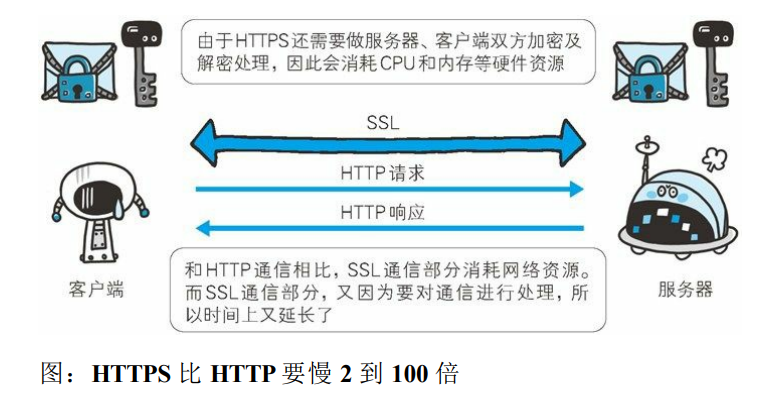 由于HTTPS还需要做服务器、客户端双方加密及
解密处理，因此会消耗CPU和内存等硬件资源
SSL
HTTP请求
HTTP响应
客户端
服务器
和HTTP通信相比，SSL通信部分消耗网络资源。
而SSL通信部分，又因为要对通信进行处理，所
以时间上又延长了
图：HTTPS 比 HTTP 要慢 2 到 100 倍